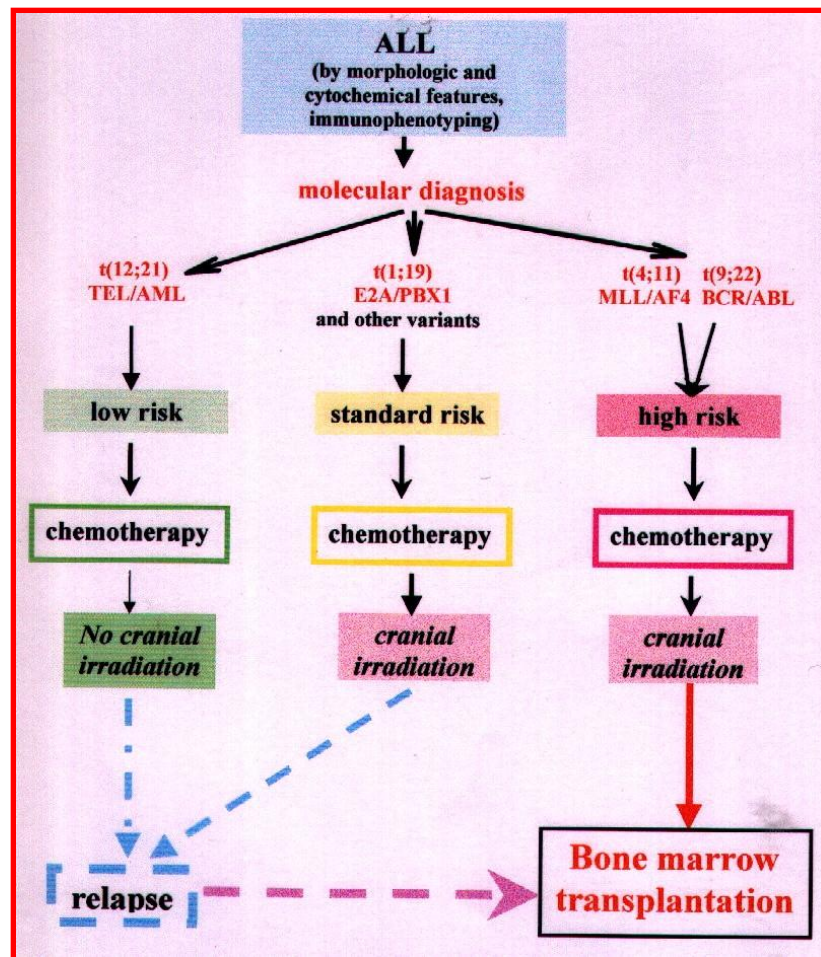 ALL
(by morphologic and
cytochemical features,
immunophenotyping)
molecular diagnosis
t(12;21)
TEL/AML
t(1;19)
E2A/PBX1
and other variants
t(4;11) t(9;22)
MLL/AF4 BCR/ABL
low risk
standard risk
high risk
chemotherapy
chemotherapy
chemotherapy
No cranial
irradiation
cranial
irradiation
cranial
irradiation
relapse
Bone marrow
transplantation